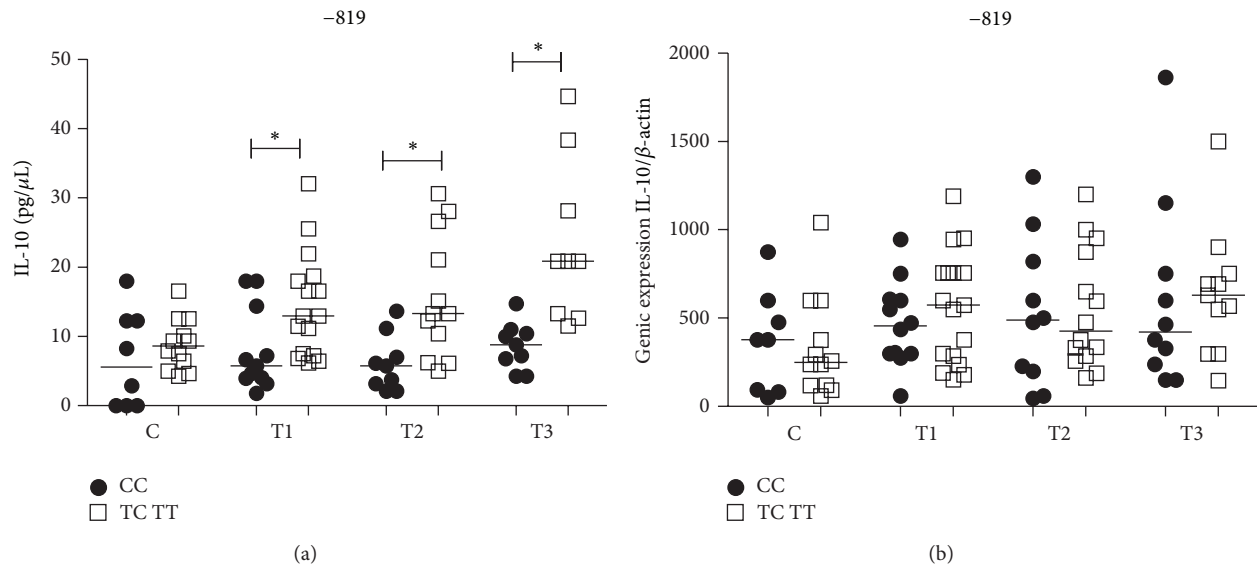 −819
IL-10 (pg/μL)
50
40
30
20
10
0
*
*
*
C
T1
T2
T3
CC
TC TT
(a)
−819
Genic expression IL-10/β-actin
2000
1500
1000
500
0
C
T1
T2
T3
CC
TC TT
(b)